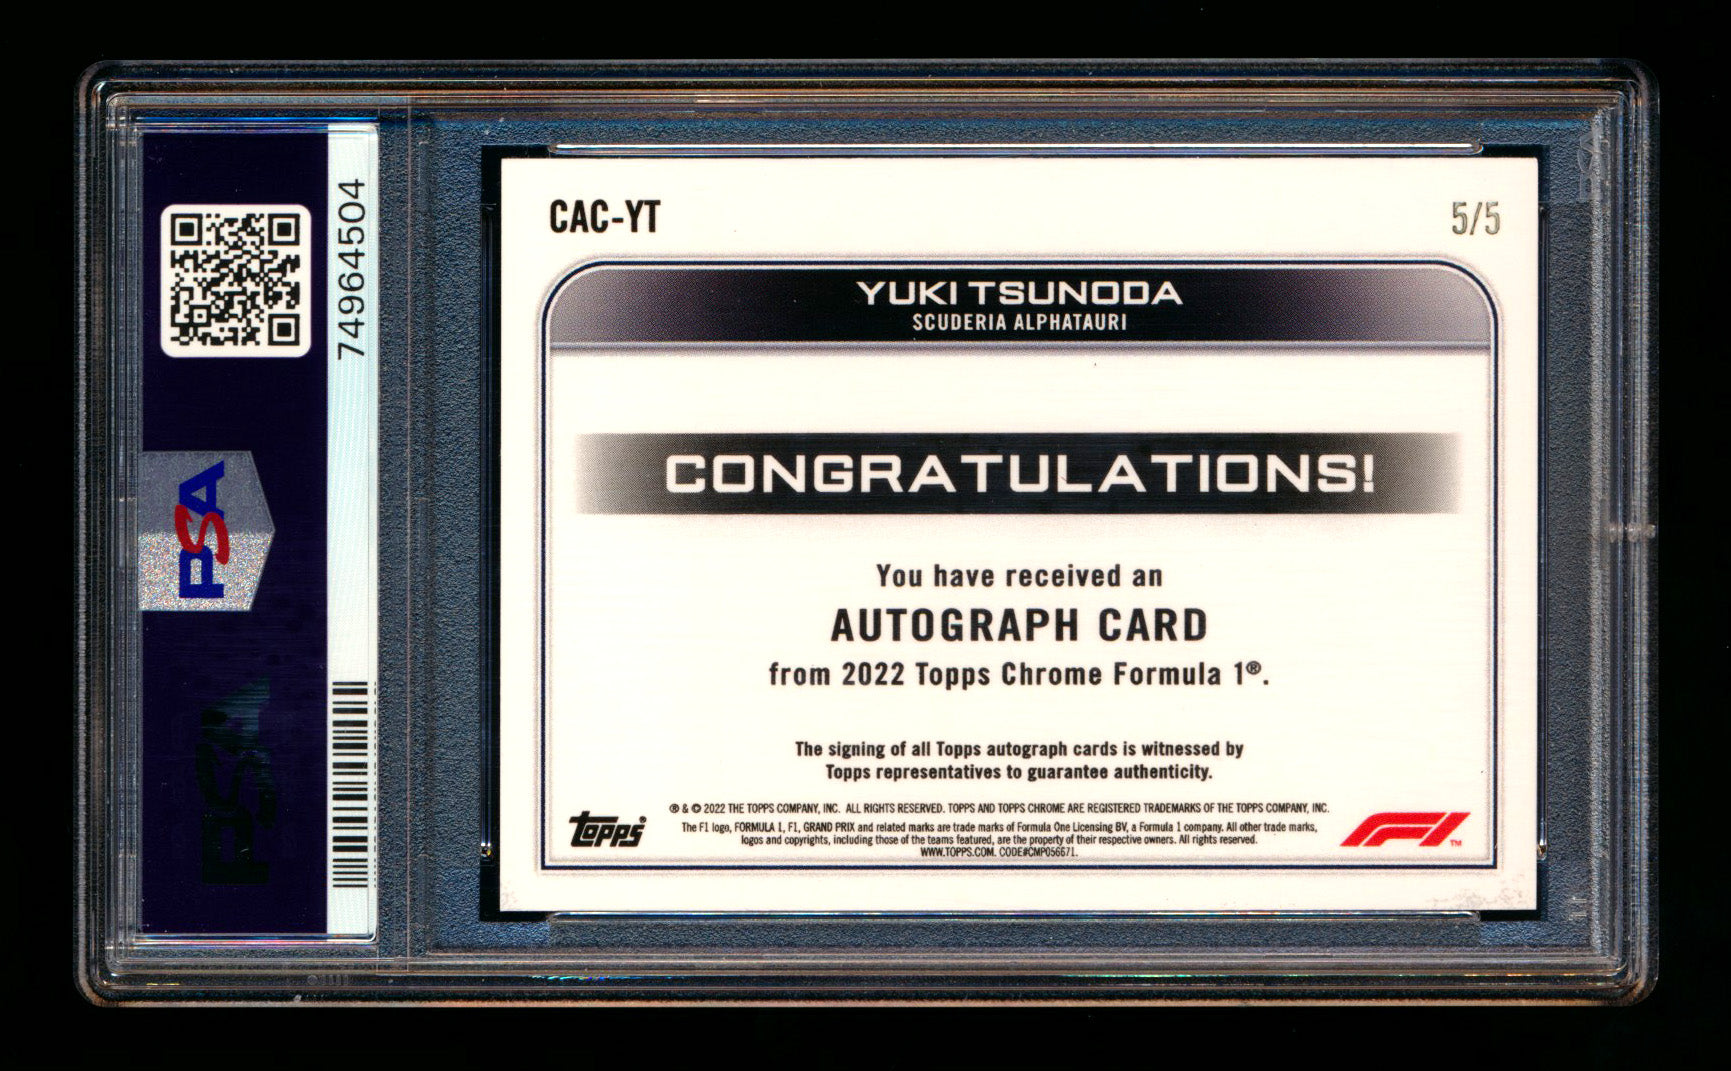 74964504
PSA
PSA
CAC-YT
5/5
YUKI TSUNODA
SCUDERIA ALPHATAURI
CONGRATULATIONS!
You have received an
AUTOGRAPH CARD
from 2022 Topps Chrome Formula 1®.
The signing of all Topps autograph cards is witnessed by
Topps representatives to guarantee authenticity.
® & © 2022 THE TOPPS COMPANY, INC. ALL RIGHTS RESERVED. TOPPS AND TOPPS CHROME ARE REGISTERED TRADEMARKS OF THE TOPPS COMPANY, INC.
The F1 logo, FORMULA 1, F1, GRAND PRIX and related marks are trade marks of Formula One Licensing BV, a Formula 1 company. All other trade marks,
logos and copyrights, including those of the teams featured, are the property of their respective owners. All rights reserved.
WWW.TOPPS.COM. CODE#CMP056671.
Topps
F1™